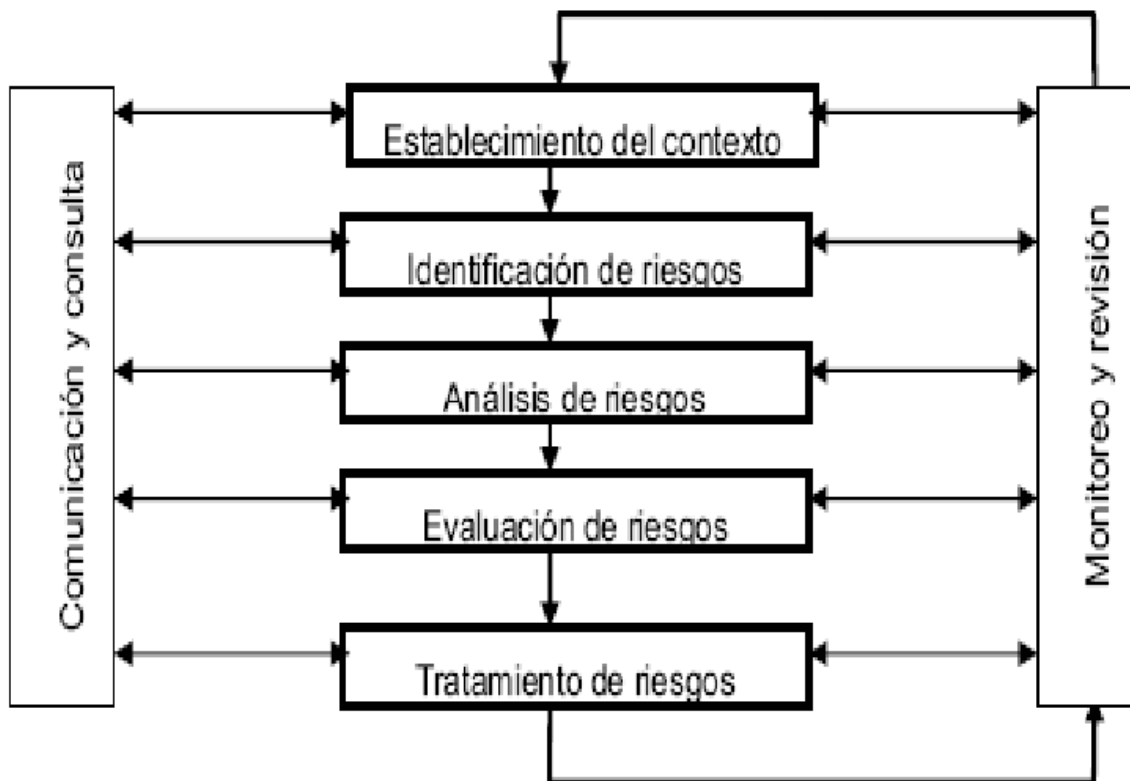 Comunicación y consulta
Establecimiento del contexto
Identificación de riesgos
Análisis de riesgos
Evaluación de riesgos
Tratamiento de riesgos
Monitoreo y revisión